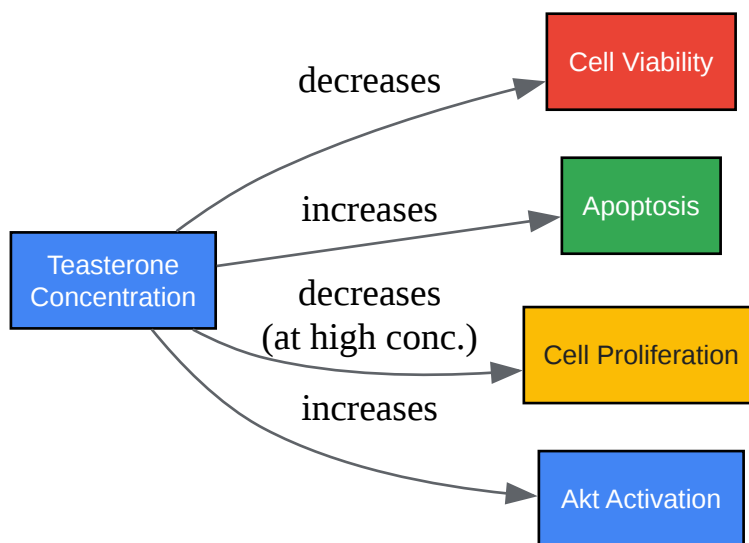 decreases
Cell Viability
increases
Apoptosis
Teasterone
Concentration
decreases
(at high conc.)
Cell Proliferation
increases
Akt Activation